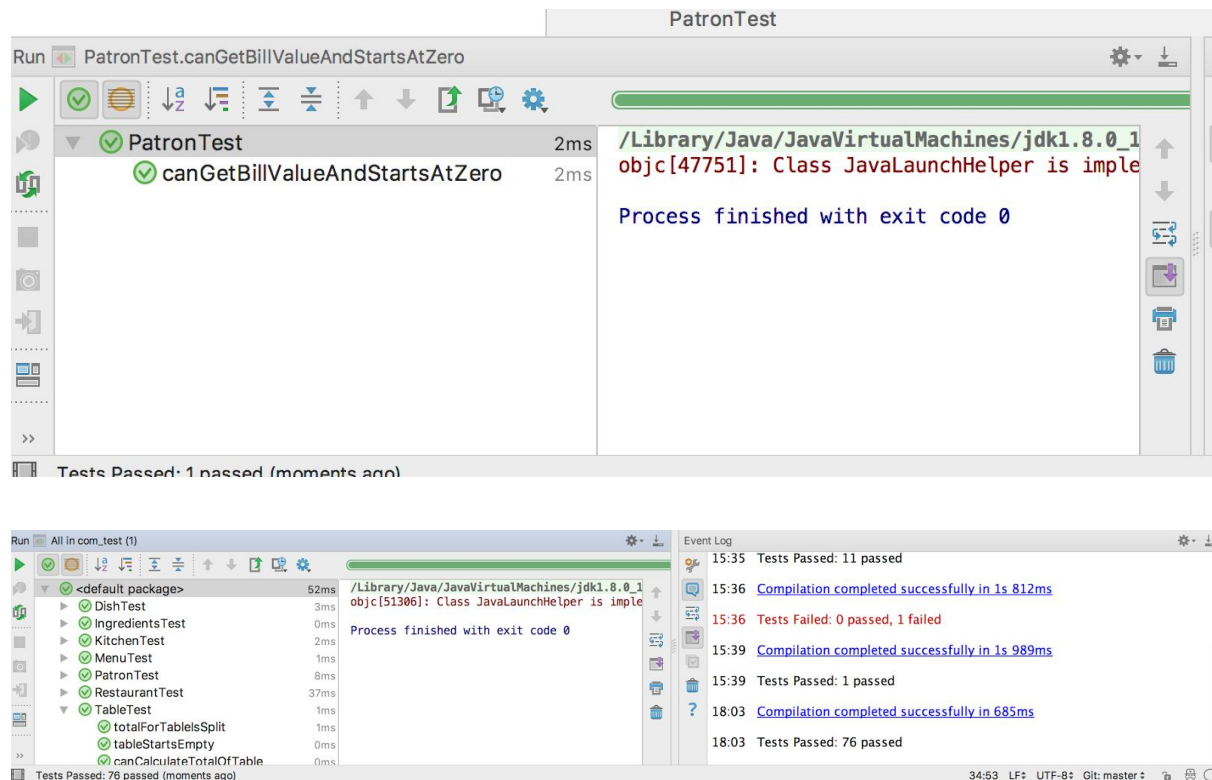 PatronTest
Run PatronTest.canGetBillValueAndStartsAtZero
PatronTest 2ms
canGetBillValueAndStartsAtZero 2ms
/Library/Java/JavaVirtualMachines/jdk1.8.0_1
objc[47751]: Class JavaLaunchHelper is imple
Process finished with exit code 0
Tests Passed: 1 passed (moments ago)
Run All in com_test (1)
<default package> 52ms
DishTest 3ms
IngredientsTest 0ms
KitchenTest 2ms
MenuTest 1ms
PatronTest 8ms
RestaurantTest 37ms
TableTest 1ms
totalForTableIsSplit 1ms
tableStartsEmpty 0ms
canCalculateTotalOfTable 0ms
/Library/Java/JavaVirtualMachines/jdk1.8.0_1
objc[51306]: Class JavaLaunchHelper is imple
Process finished with exit code 0
Event Log
15:35 Tests Passed: 11 passed
15:36 Compilation completed successfully in 1s 812ms
15:36 Tests Failed: 0 passed, 1 failed
15:39 Compilation completed successfully in 1s 989ms
15:39 Tests Passed: 1 passed
18:03 Compilation completed successfully in 685ms
18:03 Tests Passed: 76 passed
Tests Passed: 76 passed (moments ago)
34:53 LF÷ UTF-8÷ Git:master÷